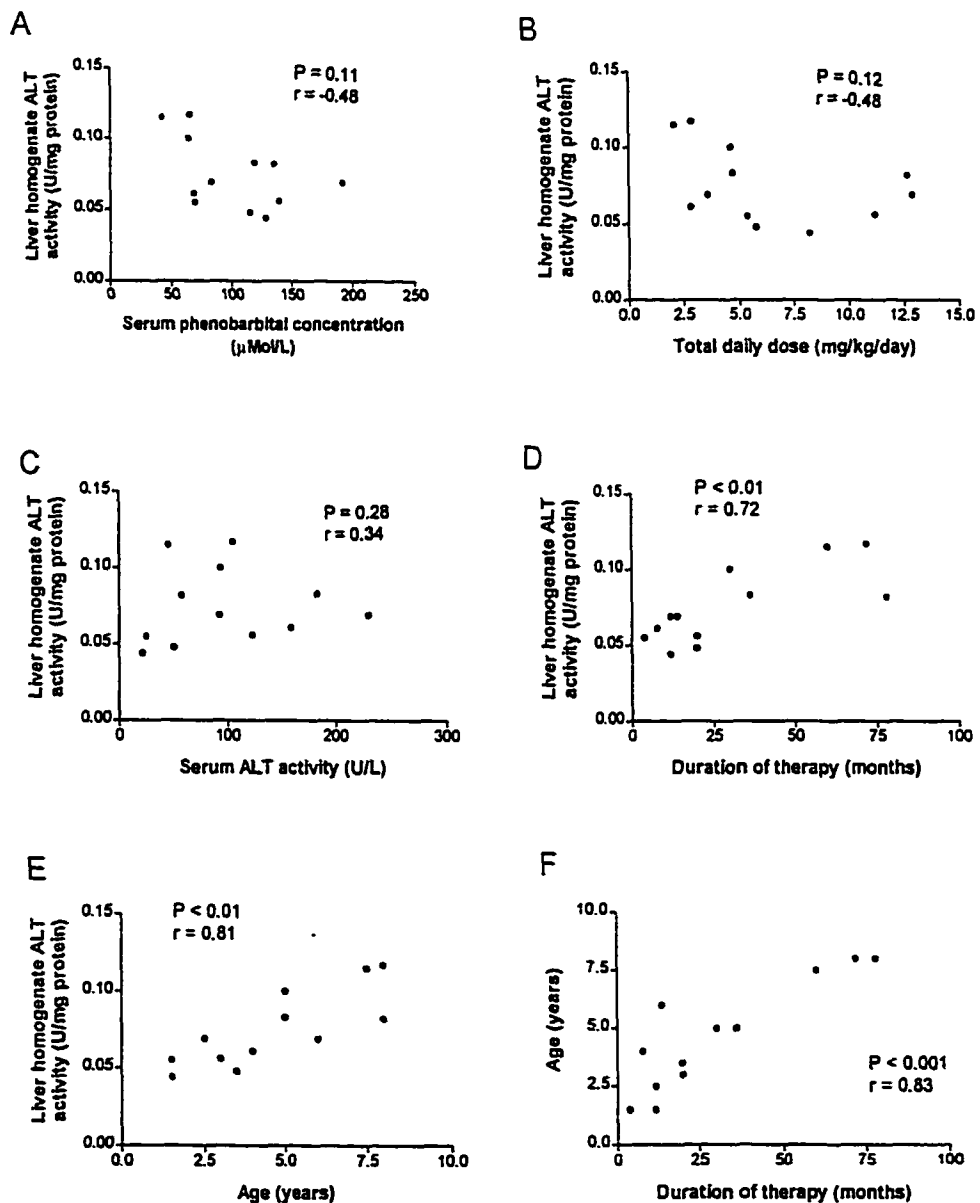 A
Liver homogenate ALT
activity (U/mg protein)
0.15
0.10
0.05
0.00
P = 0.11
r = -0.48
0
50
100
150
200
250
Serum phenobarbital concentration
(µMol/L)
B
Liver homogenate ALT
activity (U/mg protein)
0.15
0.10
0.05
0.00
P = 0.12
r = -0.48
0.0
2.5
5.0
7.5
10.0
12.5
15.0
Total daily dose (mg/kg/day)
C
Liver homogenate ALT
activity (U/mg protein)
0.15
0.10
0.05
0.00
P = 0.28
r = 0.34
0
100
200
300
Serum ALT activity (U/L)
D
Liver homogenate ALT
activity (U/mg protein)
0.15
0.10
0.05
0.00
P < 0.01
r = 0.72
0
25
50
75
100
Duration of therapy (months)
E
Liver homogenate ALT
activity (U/mg protein)
0.15
0.10
0.05
0.00
P < 0.01
r = 0.81
0.0
2.5
5.0
7.5
10.0
Age (years)
F
Age (years)
10.0
7.5
5.0
2.5
0.0
P < 0.001
r = 0.83
0
25
50
75
100
Duration of therapy (months)